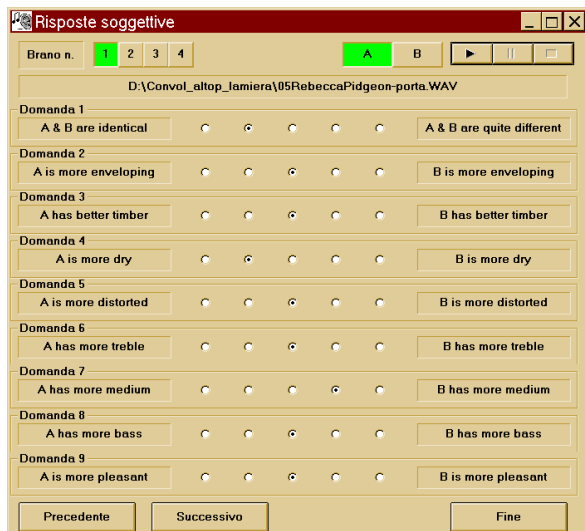 Risposte soggettive
Brano n. 1 2 3 4 A B
D:\Convol_altop_lamiera\05RebeccaPidgeon-porta.WAV
Domanda 1
A & B are identical A & B are quite different
Domanda 2
A is more enveloping B is more enveloping
Domanda 3
A has better timber B has better timber
Domanda 4
A is more dry B is more dry
Domanda 5
A is more distorted B is more distorted
Domanda 6
A has more treble B has more treble
Domanda 7
A has more medium B has more medium
Domanda 8
A has more bass B has more bass
Domanda 9
A is more pleasant B is more pleasant
Precedente Successivo Fine